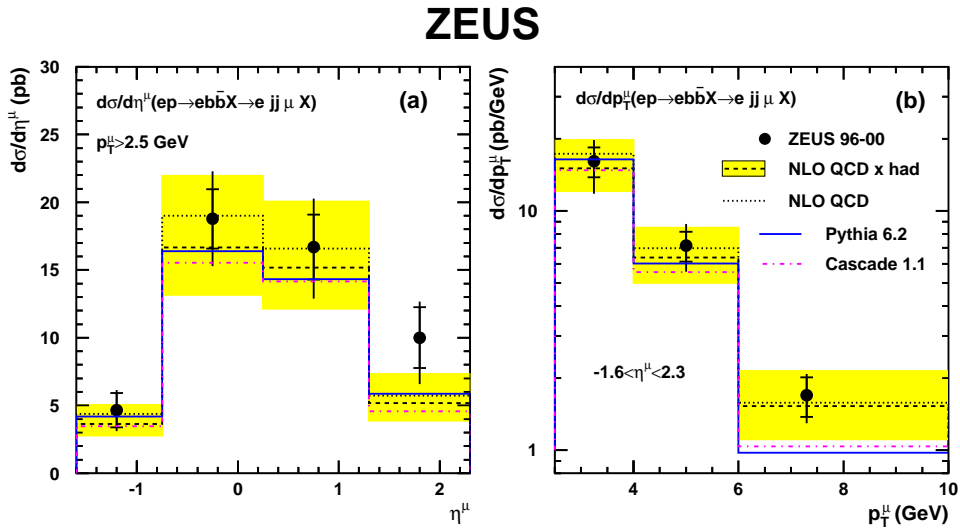 ZEUS
dσ/dη^μ (pb)
30
25
20
15
10
5
0
dσ/dη^μ(ep→ebb̄X→e jj μ X)
(a)
p_T^μ>2.5 GeV
-1
0
1
2
η^μ
dσ/dp_T^μ (pb/GeV)
10
1
dσ/dp_T^μ(ep→ebb̄X→e jj μ X)
(b)
ZEUS 96-00
NLO QCD x had
NLO QCD
Pythia 6.2
Cascade 1.1
-1.6<η^μ<2.3
4
6
8
10
p_T^μ (GeV)